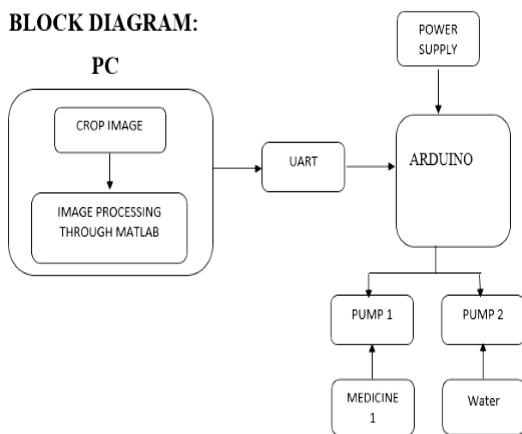 BLOCK DIAGRAM:
PC
CROP IMAGE
IMAGE PROCESSING
THROUGH MATLAB
UART
POWER
SUPPLY
ARDUINO
PUMP 1
PUMP 2
MEDICINE
1
Water